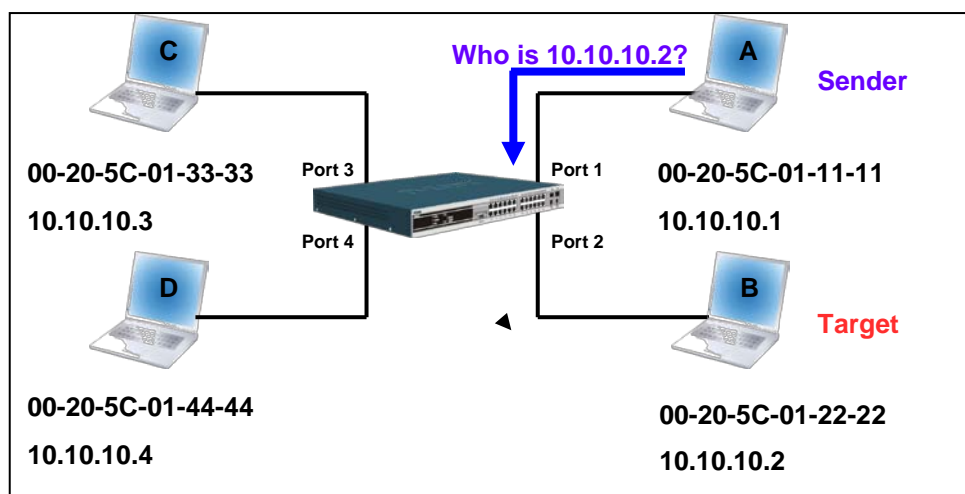 C
Who is 10.10.10.2?
A
Sender
00-20-5C-01-33-33
Port 3
Port 1
00-20-5C-01-11-11
10.10.10.3
10.10.10.1
Port 4
Port 2
D
B
Target
00-20-5C-01-44-44
00-20-5C-01-22-22
10.10.10.4
10.10.10.2